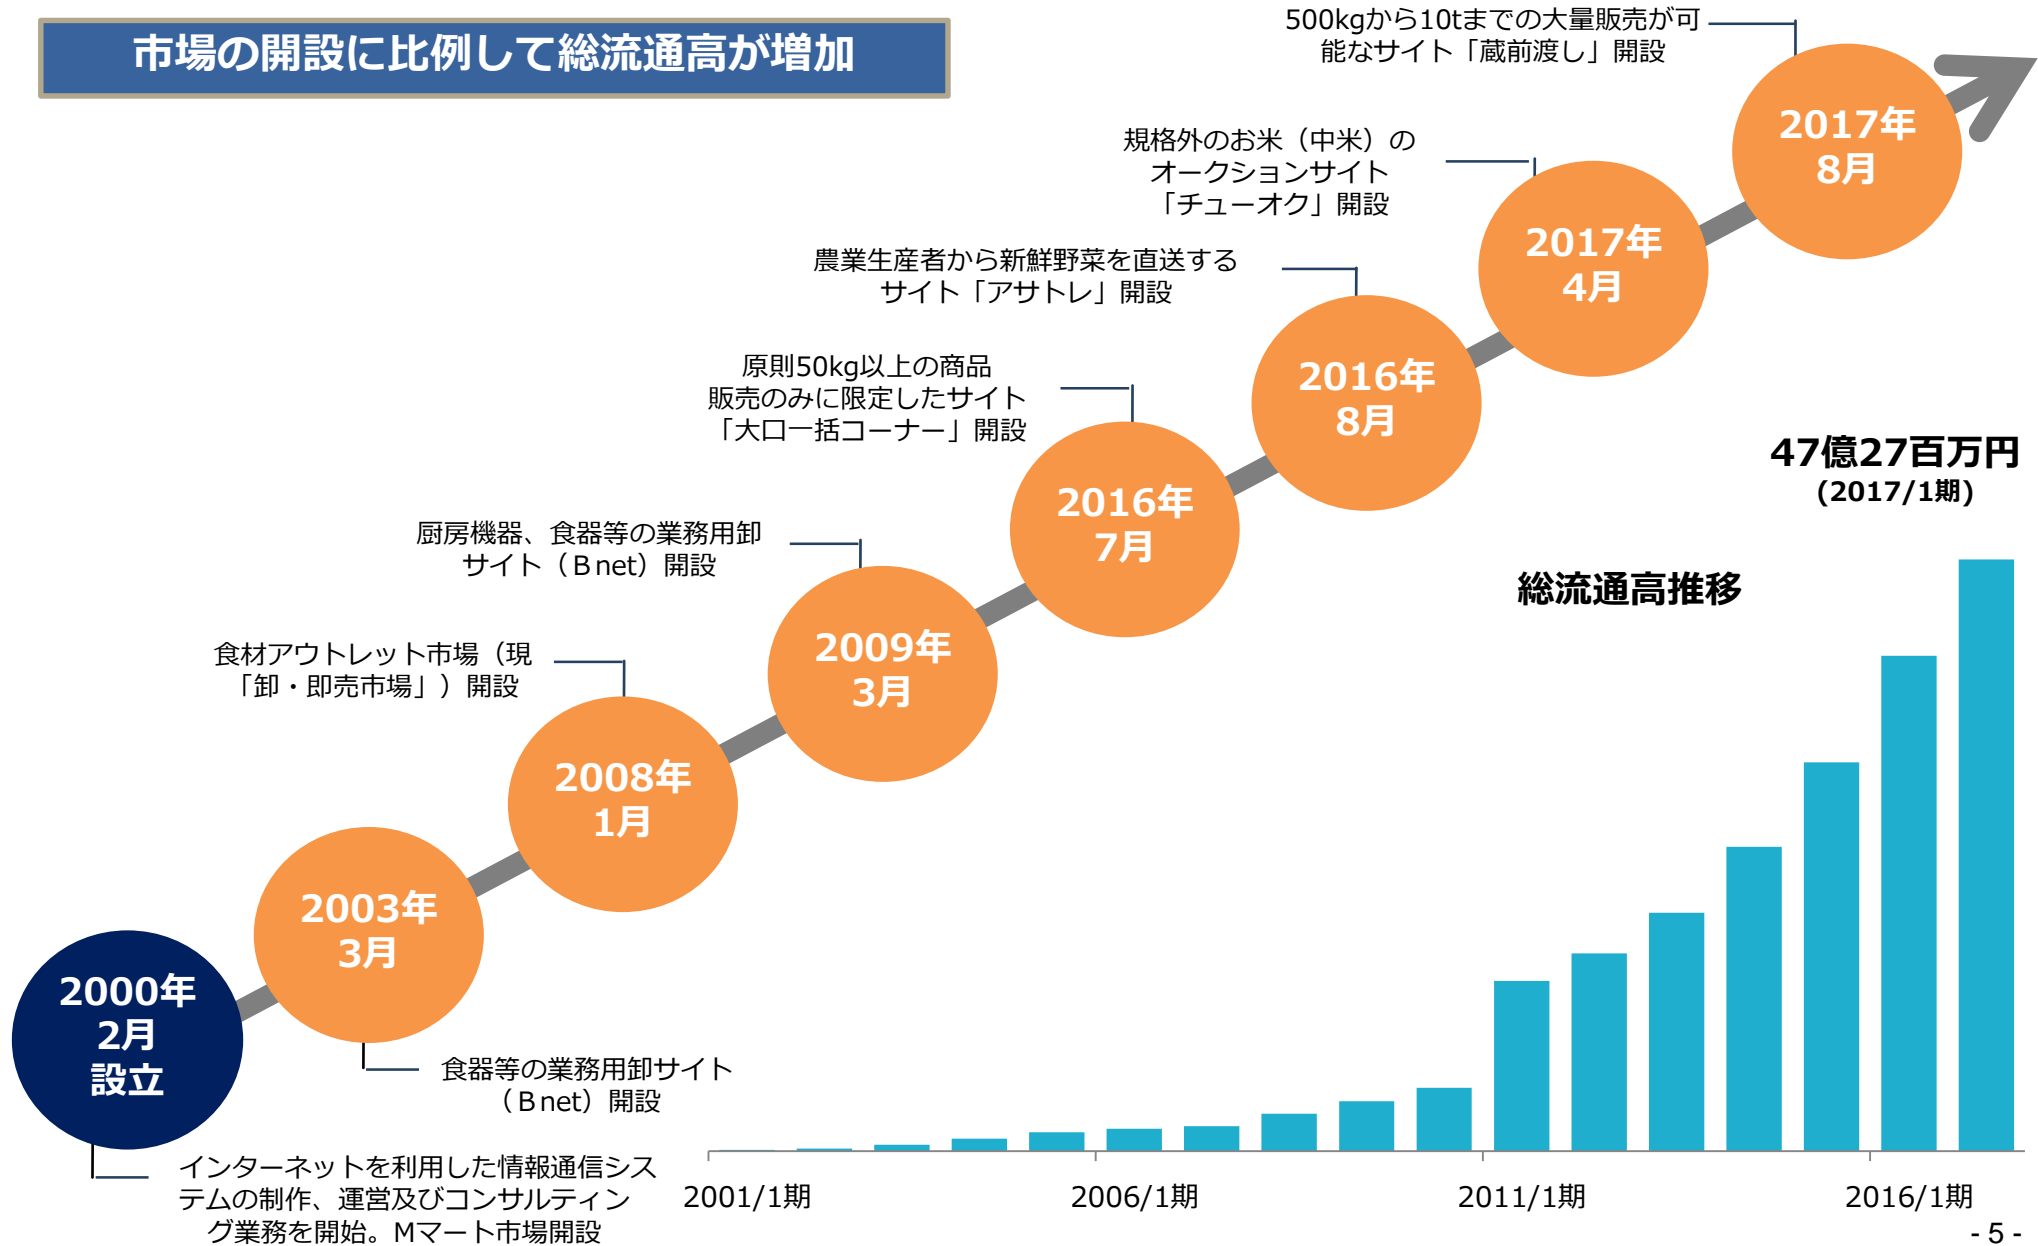 市場の開設に比例して総流通高が増加
500kgから10tまでの大量販売が可
能なサイト「蔵前渡し」開設
2017年
8月
規格外のお米（中米）の
オークションサイト
「チューオク」開設
2017年
4月
農業生産者から新鮮野菜を直送する
サイト「アサトレ」開設
2016年
8月
原則50kg以上の商品
販売のみに限定したサイト
「大口一括コーナー」開設
2016年
7月
厨房機器、食器等の業務用卸
サイト（Ｂnet）開設
2009年
3月
食材アウトレット市場（現
「卸・即売市場」）開設
2008年
1月
2003年
3月
食器等の業務用卸サイト
（Ｂnet）開設
2000年
2月
設立
インターネットを利用した情報通信シス
テムの制作、運営及びコンサルティン
グ業務を開始。Mマート市場開設
47億27百万円
(2017/1期)
総流通高推移
2001/1期
2006/1期
2011/1期
2016/1期
- 5 -